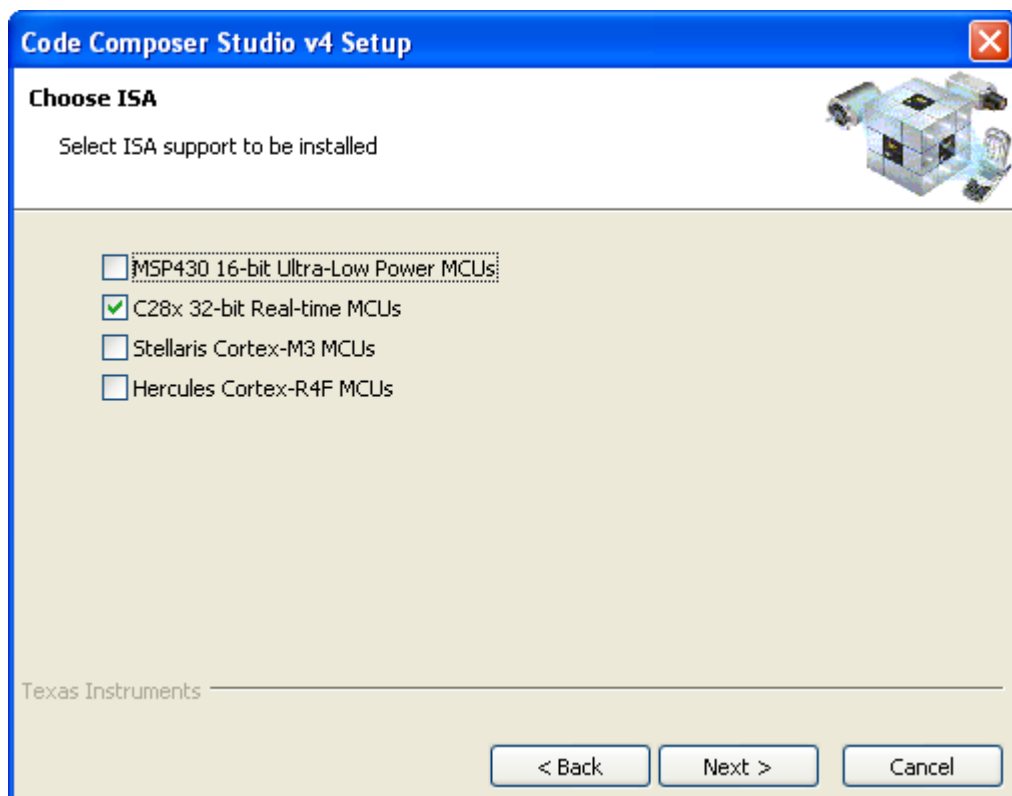 Code Composer Studio v4 Setup
Choose ISA
Select ISA support to be installed
MSP430 16-bit Ultra-Low Power MCUs
C28x 32-bit Real-time MCUs
Stellaris Cortex-M3 MCUs
Hercules Cortex-R4F MCUs
Texas Instruments
< Back Next > Cancel